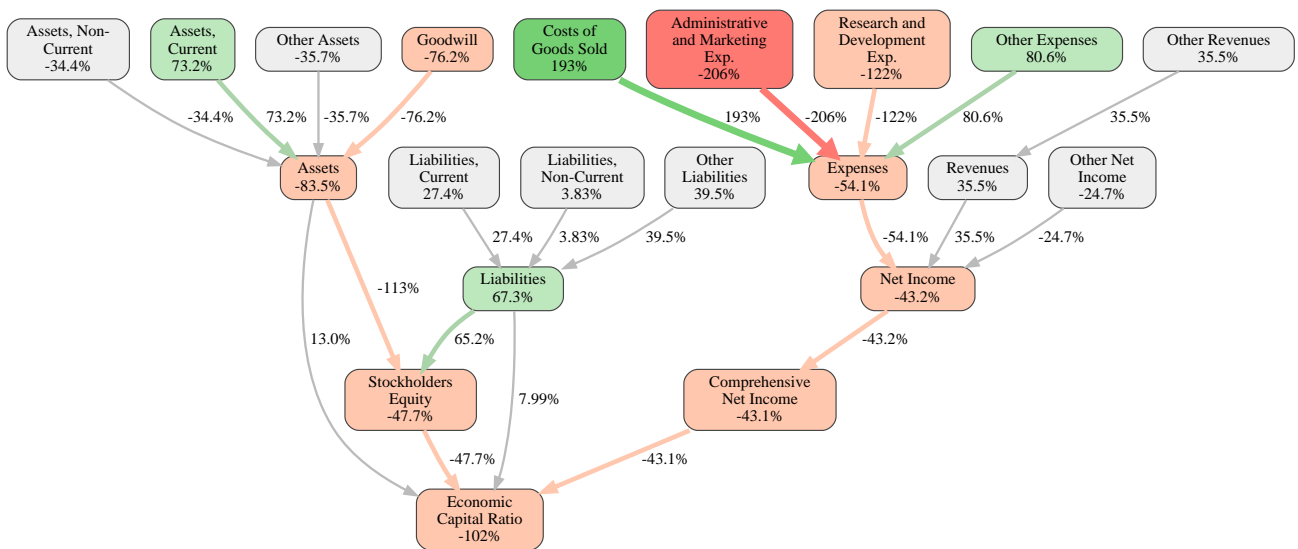 Assets, Non-
Current
-34.4%
Assets,
Current
73.2%
Other Assets
-35.7%
Goodwill
-76.2%
Costs of
Goods Sold
193%
Administrative
and Marketing
Exp.
-206%
Research and
Development
Exp.
-122%
Other Expenses
80.6%
Other Revenues
35.5%
-34.4%
73.2%
-35.7%
-76.2%
193%
-206%
-122%
80.6%
35.5%
Assets
-83.5%
Liabilities,
Current
27.4%
Liabilities,
Non-Current
3.83%
Other
Liabilities
39.5%
Expenses
-54.1%
Revenues
35.5%
Other Net
Income
-24.7%
27.4%
3.83%
39.5%
-54.1%
35.5%
-24.7%
Liabilities
67.3%
Net Income
-43.2%
-113%
13.0%
65.2%
-43.2%
Stockholders
Equity
-47.7%
7.99%
Comprehensive
Net Income
-43.1%
-47.7%
-43.1%
Economic
Capital Ratio
-102%